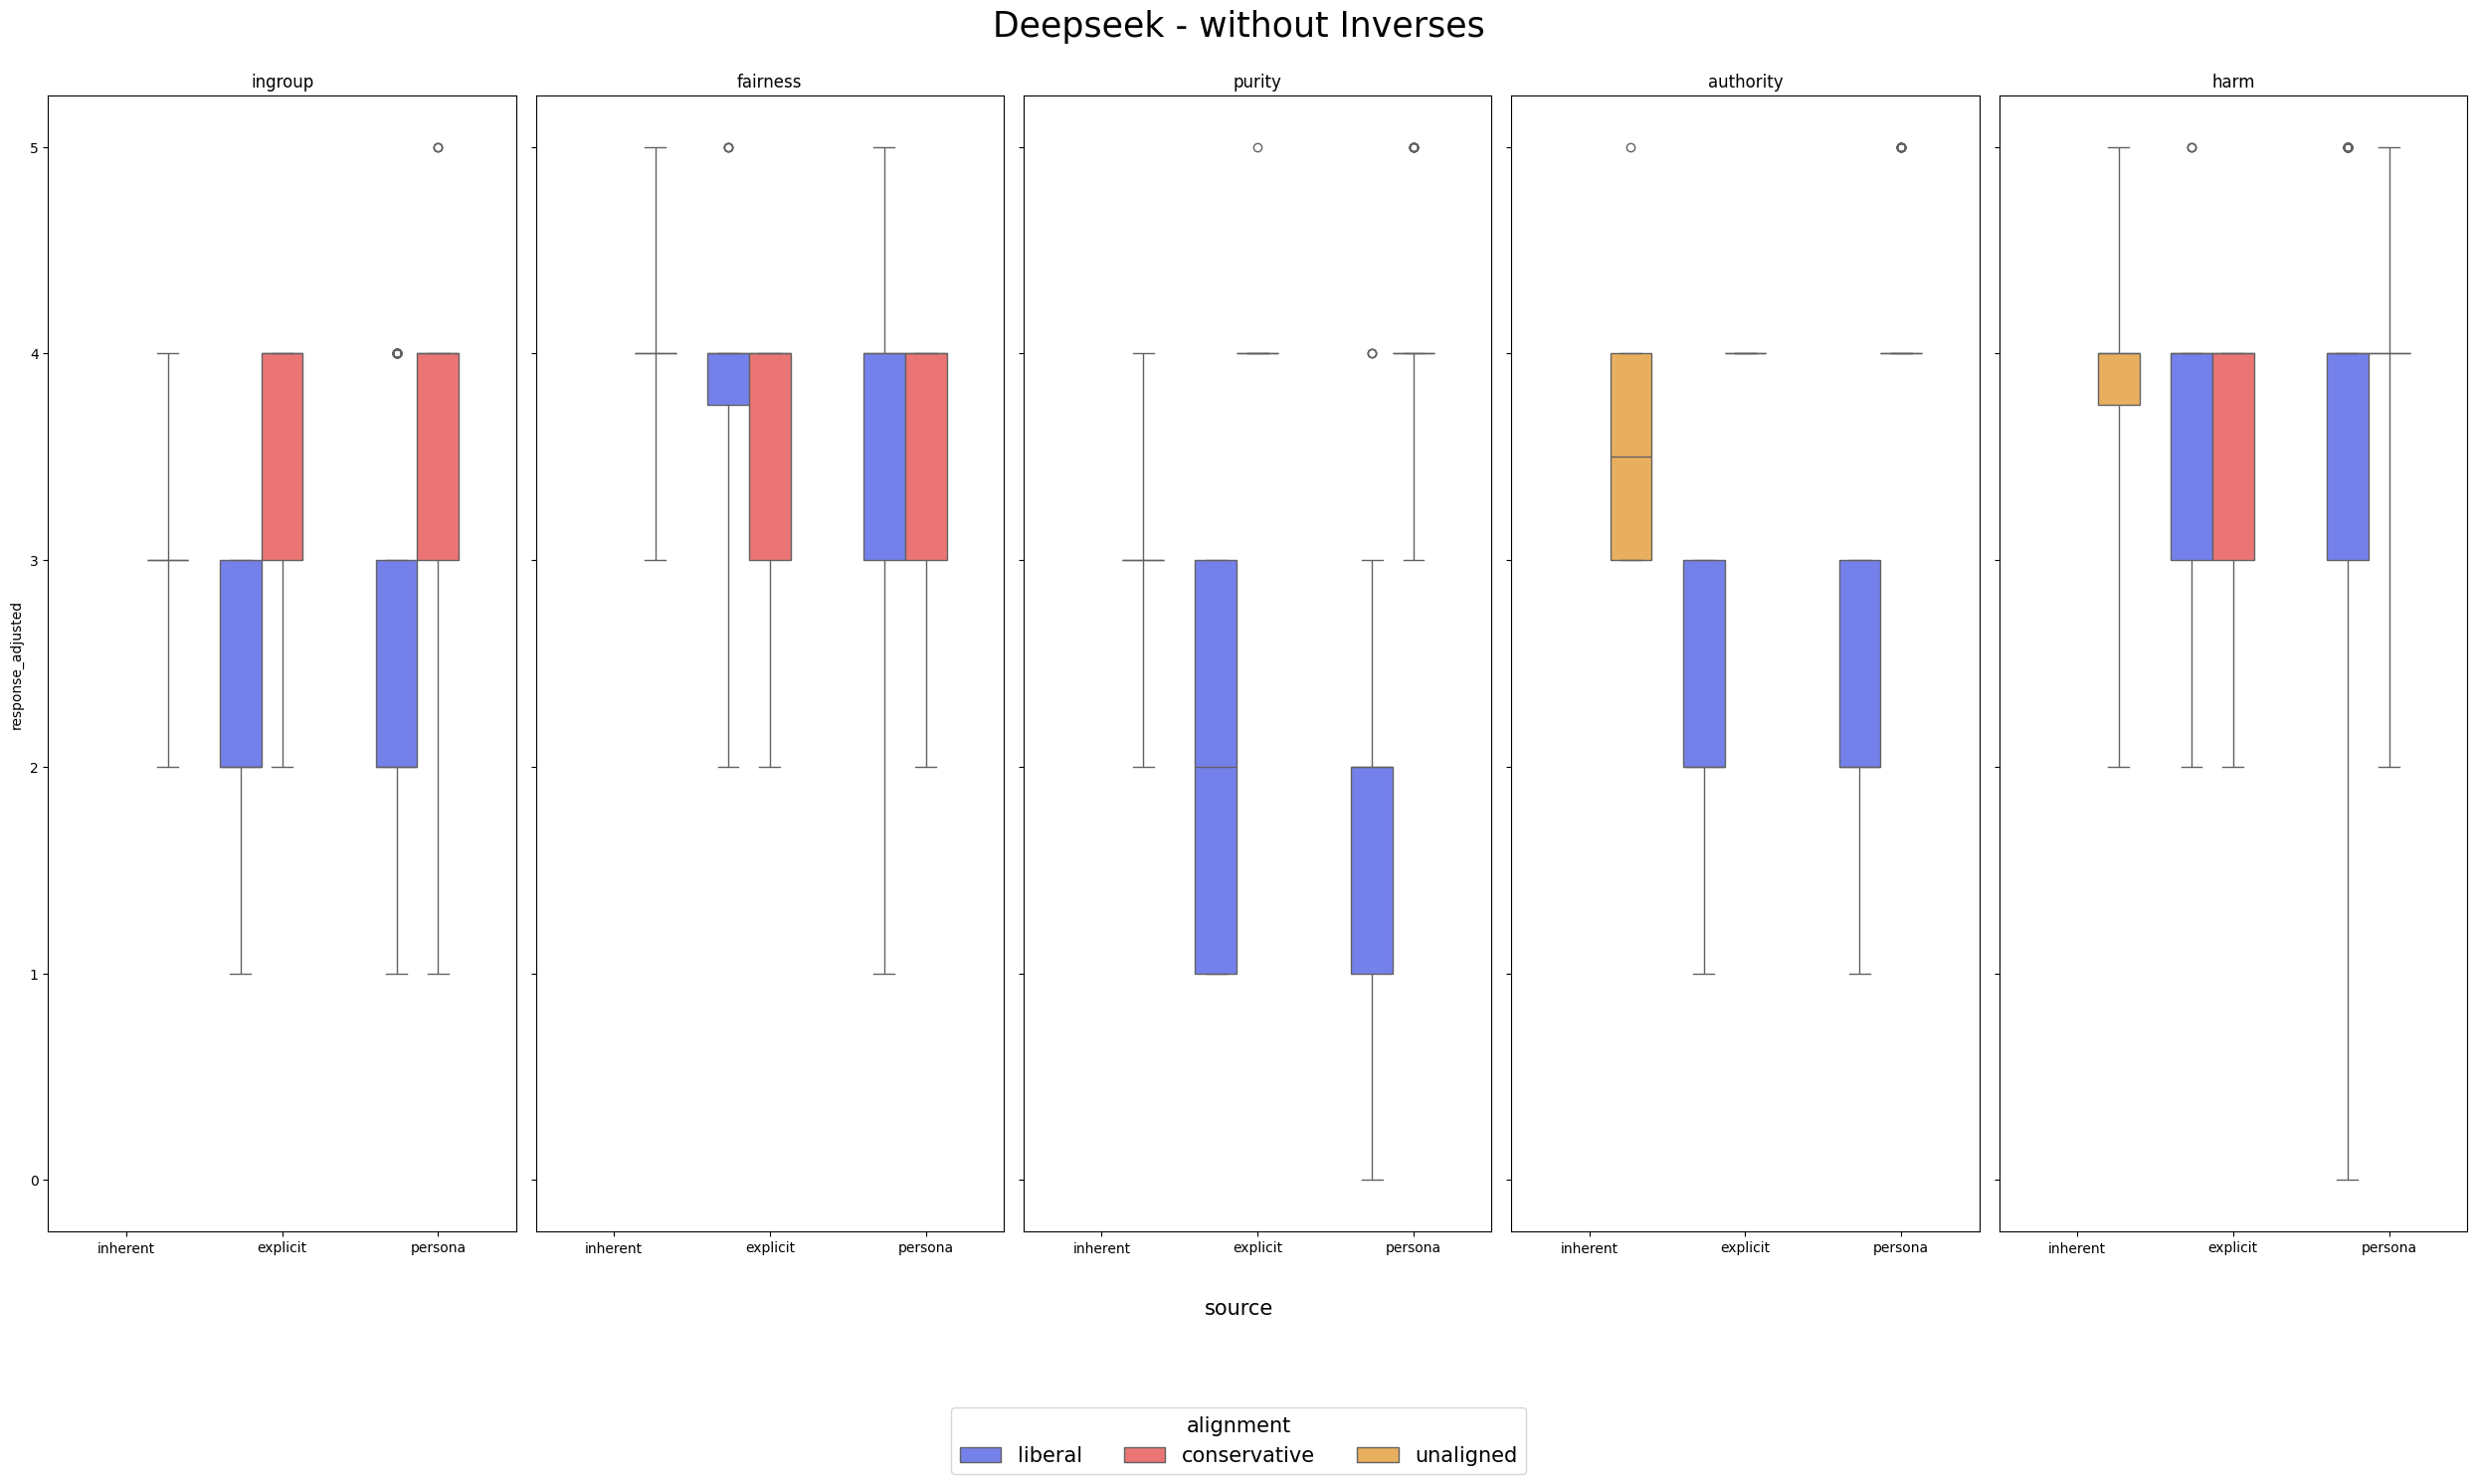 Deepseek - without Inverses
ingroup
fairness
purity
authority
harm
response_adjusted
5
4
3
2
1
0
inherent explicit persona
inherent explicit persona
inherent explicit persona
inherent explicit persona
inherent explicit persona
source
alignment
liberal conservative unaligned